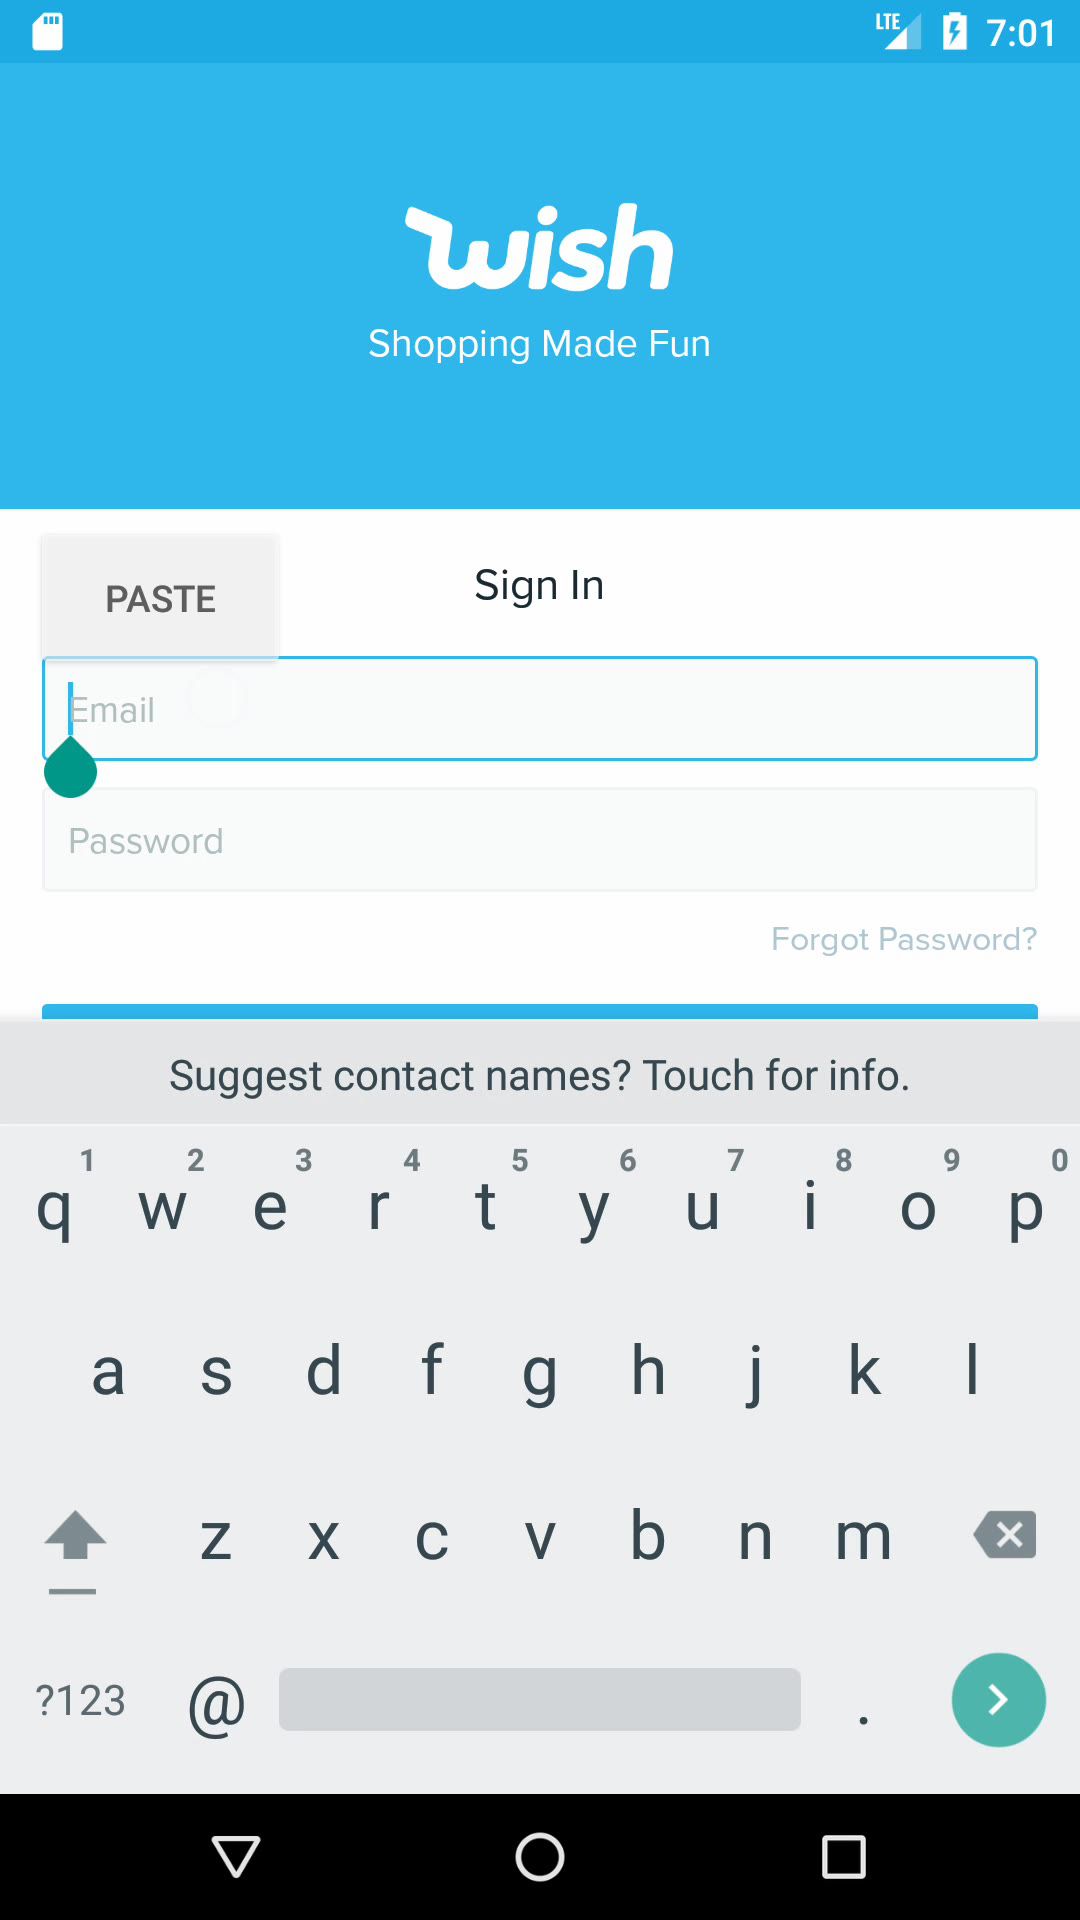 LTE 7:01
wish
Shopping Made Fun
PASTE
Sign In
Email
Password
Forgot Password?
Suggest contact names? Touch for info.
1 2 3 4 5 6 7 8 9 0
q w e r t y u i o p
a s d f g h j k l
z x c v b n m
?123 @ .